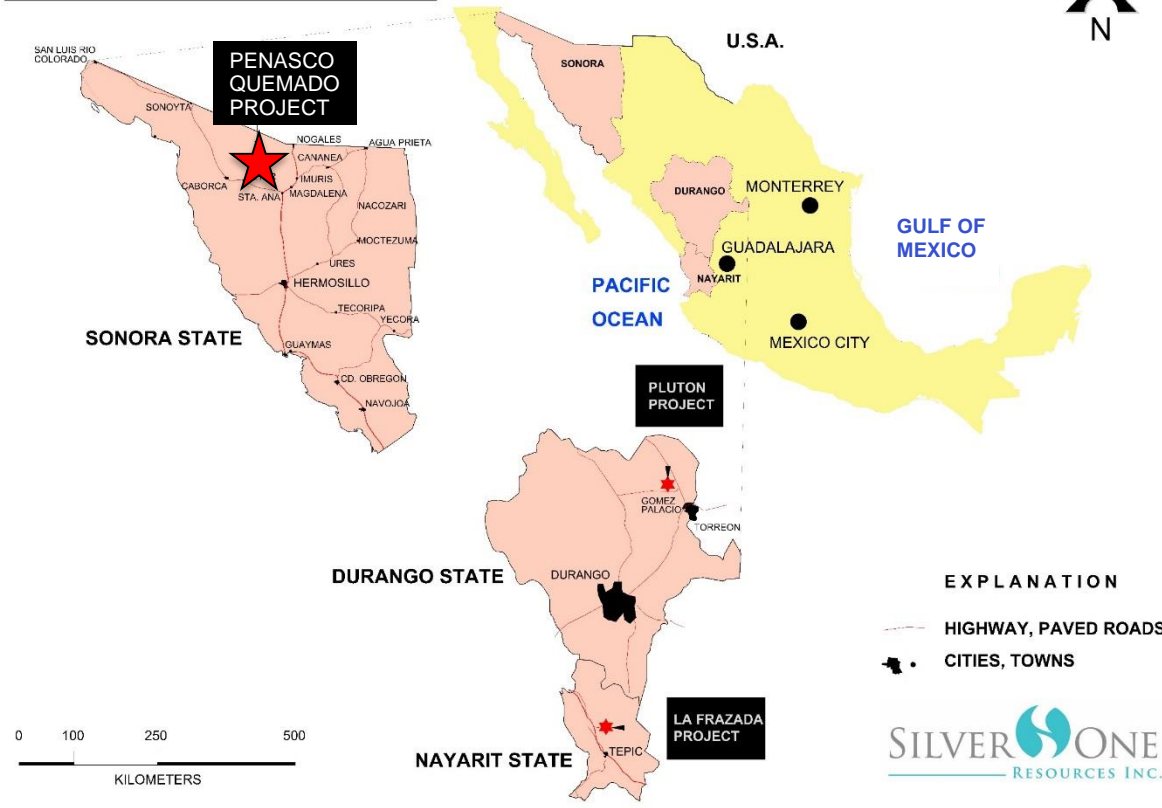 N
U.S.A.
SONORA
DURANGO
MONTERREY
GUADALAJARA
NAYARIT
MEXICO CITY
GULF OF
MEXICO
PACIFIC
OCEAN
SAN LUIS RIO
COLORADO
PENASCO
QUEMADO
PROJECT
SONOYTA
NOGALES
AGUA PRIETA
CANANEA
CABORCA
IMURIS
STA. ANA
MAGDALENA
NACOZARI
MOCTEZUMA
URES
HERMOSILLO
TECORIPA
YECORA
SONORA STATE
GUAYMAS
CD. OBREGON
NAVOJOA
PLUTON
PROJECT
GOMEZ
PALACIO
TORREON
DURANGO STATE
DURANGO
LA FRAZADA
PROJECT
NAYARIT STATE
TEPIC
EXPLANATION
HIGHWAY, PAVED ROADS
CITIES, TOWNS
0 100 250 500
KILOMETERS
SILVER ONE
RESOURCES INC.